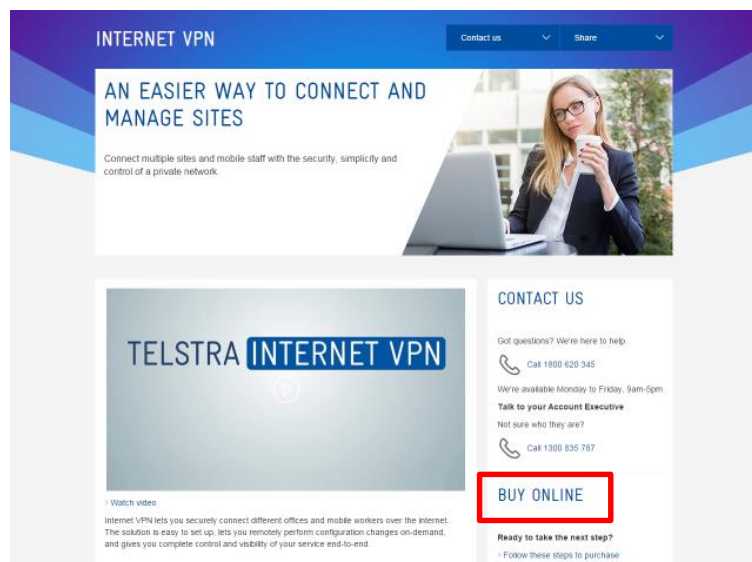 INTERNET VPN
Contact us
Share
AN EASIER WAY TO CONNECT AND
MANAGE SITES
Connect multiple sites and mobile staff with the security, simplicity and
control of a private network.
TELSTRA INTERNET VPN
› Watch video
Internet VPN lets you securely connect different offices and mobile workers over the internet.
The solution is easy to set up, lets you remotely perform configuration changes on-demand,
and gives you complete control and visibility of your service end-to-end.
CONTACT US
Got questions? We're here to help.
Call 1800 620 345
We're available Monday to Friday, 9am-5pm
Talk to your Account Executive
Not sure who they are?
Call 1300 835 787
BUY ONLINE
Ready to take the next step?
› Follow these steps to purchase